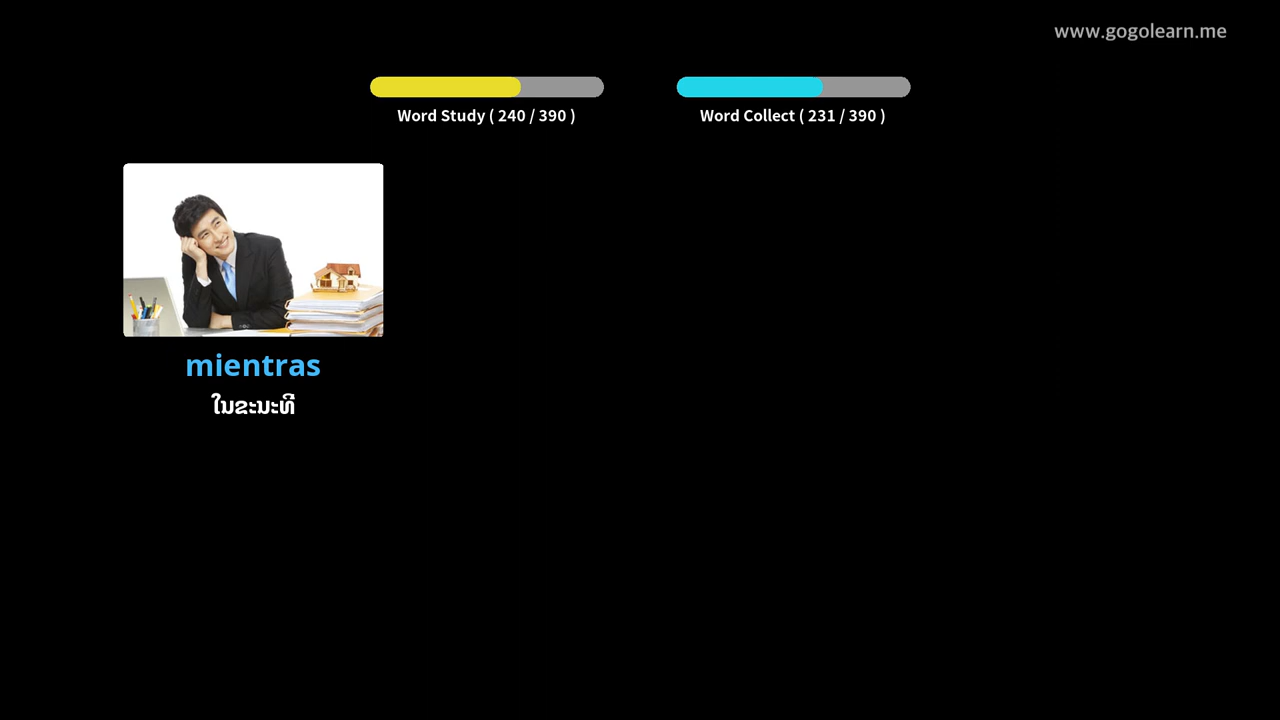 www.gogolearn.me
Word Study ( 240 / 390 )
Word Collect ( 231 / 390 )
mientras
ໃນຂະນະທີ